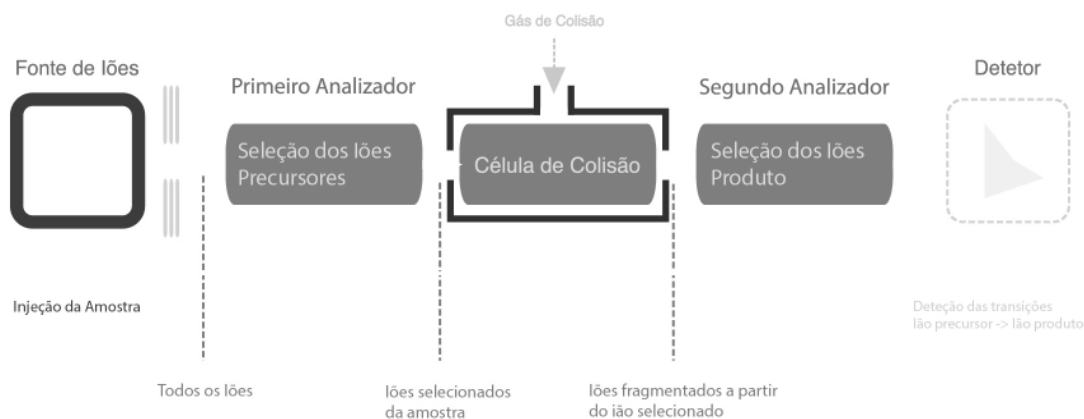 Gás de Colisão
Fonte de Iões
Primeiro Analizador
Segundo Analizador
Detetor
Seleção dos Iões
Precursores
Célula de Colisão
Seleção dos Iões
Produto
Injeção da Amostra
Deteção das transições
Ião precursor -> Ião produto
Todos os Iões
Iões selecionados
da amostra
Iões fragmentados a partir
do ião selecionado